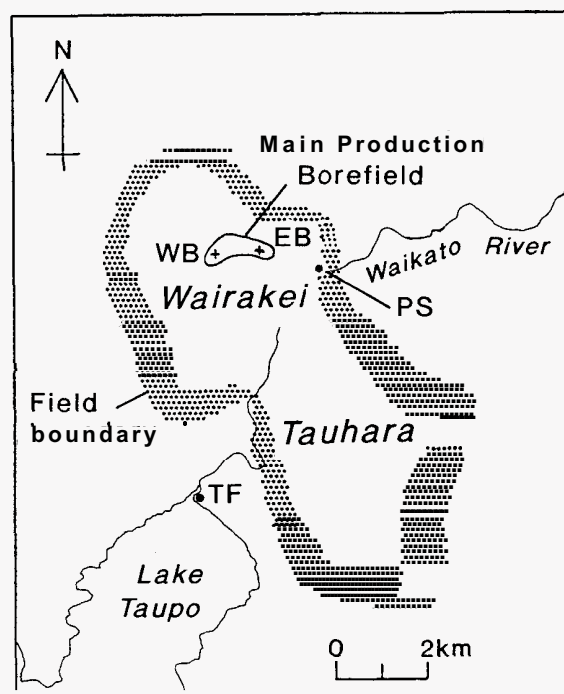 N
Main Production
Borefield
WB
EB
Waikato River
Wairakei
PS
Field
boundary
Tauhara
TF
Lake
Taupo
0 2km